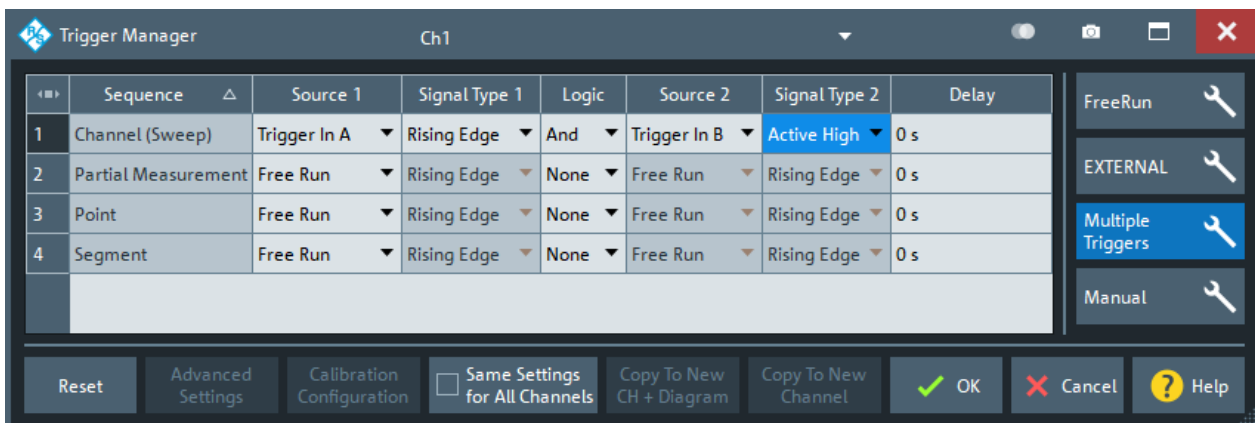 Trigger Manager Ch1
Sequence Source 1 Signal Type 1 Logic Source 2 Signal Type 2 Delay
1 Channel (Sweep) Trigger In A Rising Edge And Trigger In B Active High 0 s
2 Partial Measurement Free Run Rising Edge None Free Run Rising Edge 0 s
3 Point Free Run Rising Edge None Free Run Rising Edge 0 s
4 Segment Free Run Rising Edge None Free Run Rising Edge 0 s
FreeRun
EXTERNAL
Multiple
Triggers
Manual
Reset
Advanced
Settings
Calibration
Configuration
Same Settings
for All Channels
Copy To New
CH + Diagram
Copy To New
Channel
OK
Cancel
? Help